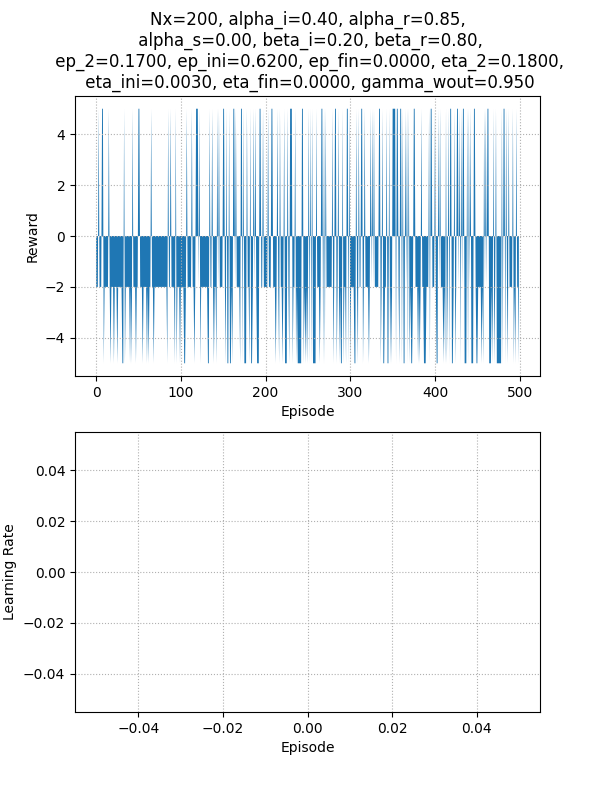 Nx=200, alpha_i=0.40, alpha_r=0.85,
alpha_s=0.00, beta_i=0.20, beta_r=0.80,
ep_2=0.1700, ep_ini=0.6200, ep_fin=0.0000, eta_2=0.1800,
eta_ini=0.0030, eta_fin=0.0000, gamma_wout=0.950
4
2
0
−2
−4
Reward
0 100 200 300 400 500
Episode
0.04
0.02
0.00
−0.02
−0.04
Learning Rate
−0.04 −0.02 0.00 0.02 0.04
Episode